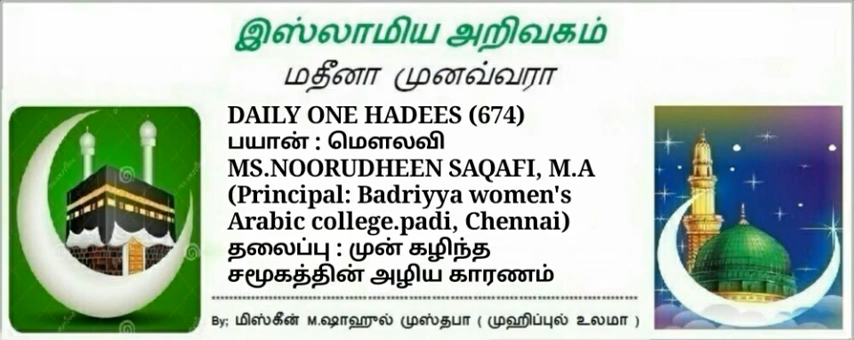 இஸ்லாமிய அறிவகம்
மதீனா முனவ்வரா
DAILY ONE HADEES (674)
பயான் : மௌலவி
MS.NOORUDHEEN SAQAFI, M.A
(Principal: Badriyya women's
Arabic college.padi, Chennai)
தலைப்பு : முன் கழிந்த
சமூகத்தின் அழிய காரணம்
By; மிஸ்கீன் M.ஷாஹுல் முஸ்தபா ( முஹிப்புல் உலமா )